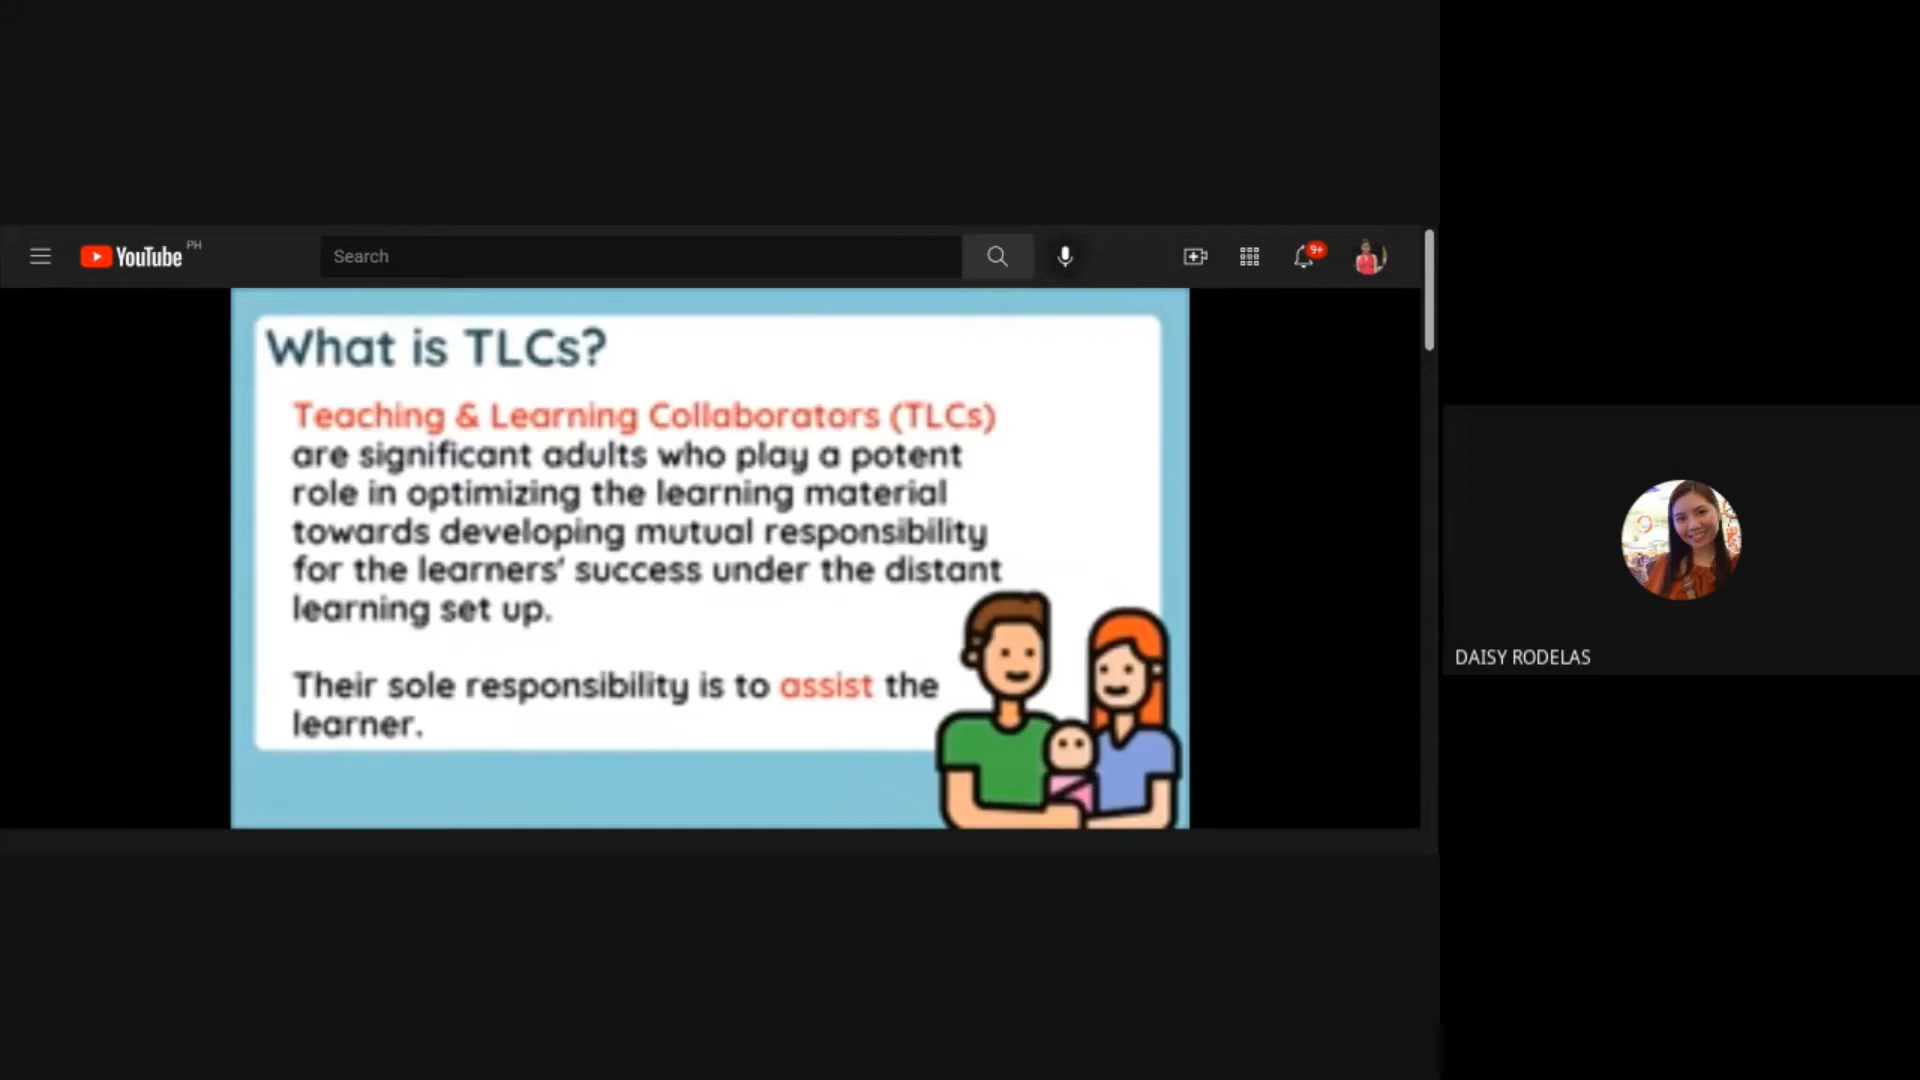 YouTube PH
Search
9+
What is TLCs?
Teaching & Learning Collaborators (TLCs)
are significant adults who play a potent
role in optimizing the learning material
towards developing mutual responsibility
for the learners' success under the distant
learning set up.
Their sole responsibility is to assist the
learner.
DAISY RODELAS